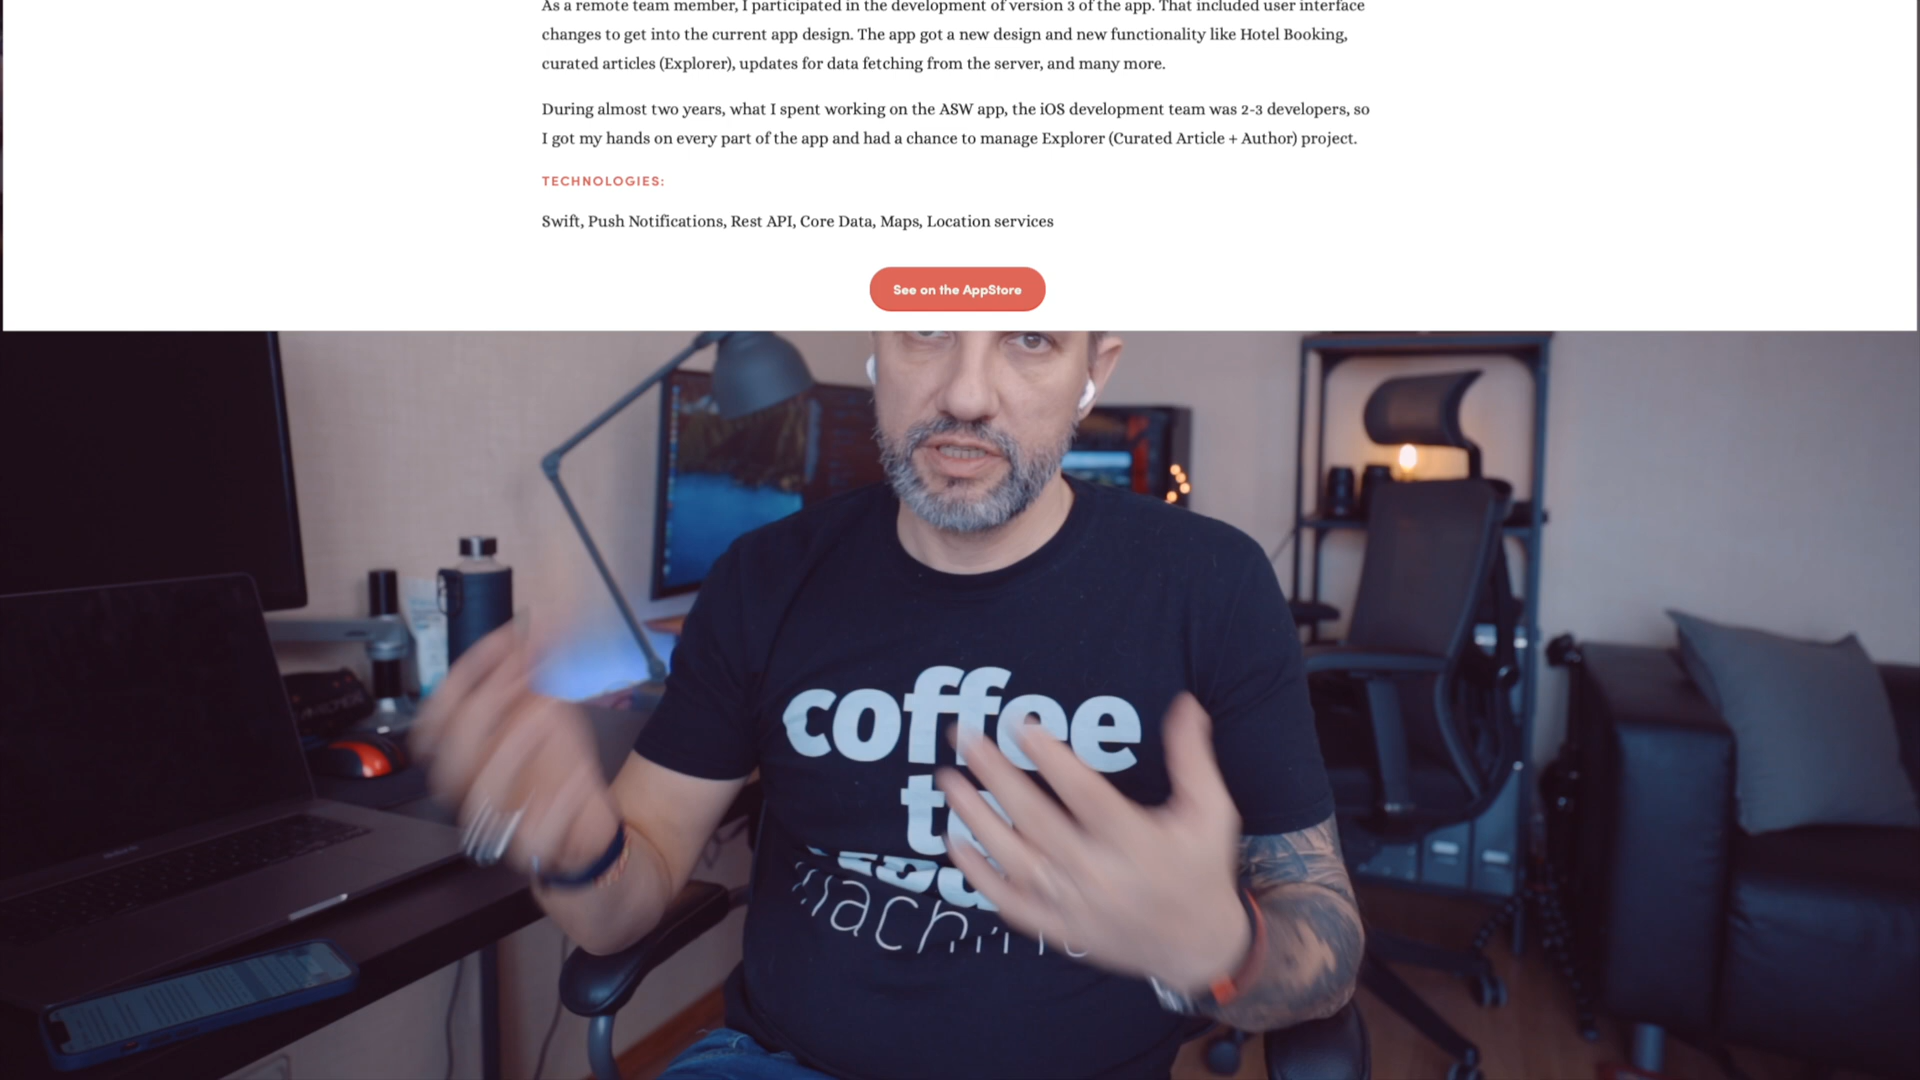 As a remote team member, I participated in the development of version 3 of the app. That included user interface
changes to get into the current app design. The app got a new design and new functionality like Hotel Booking,
curated articles (Explorer), updates for data fetching from the server, and many more.
During almost two years, what I spent working on the ASW app, the iOS development team was 2-3 developers, so
I got my hands on every part of the app and had a chance to manage Explorer (Curated Article + Author) project.
TECHNOLOGIES:
Swift, Push Notifications, Rest API, Core Data, Maps, Location services
See on the AppStore
coffee